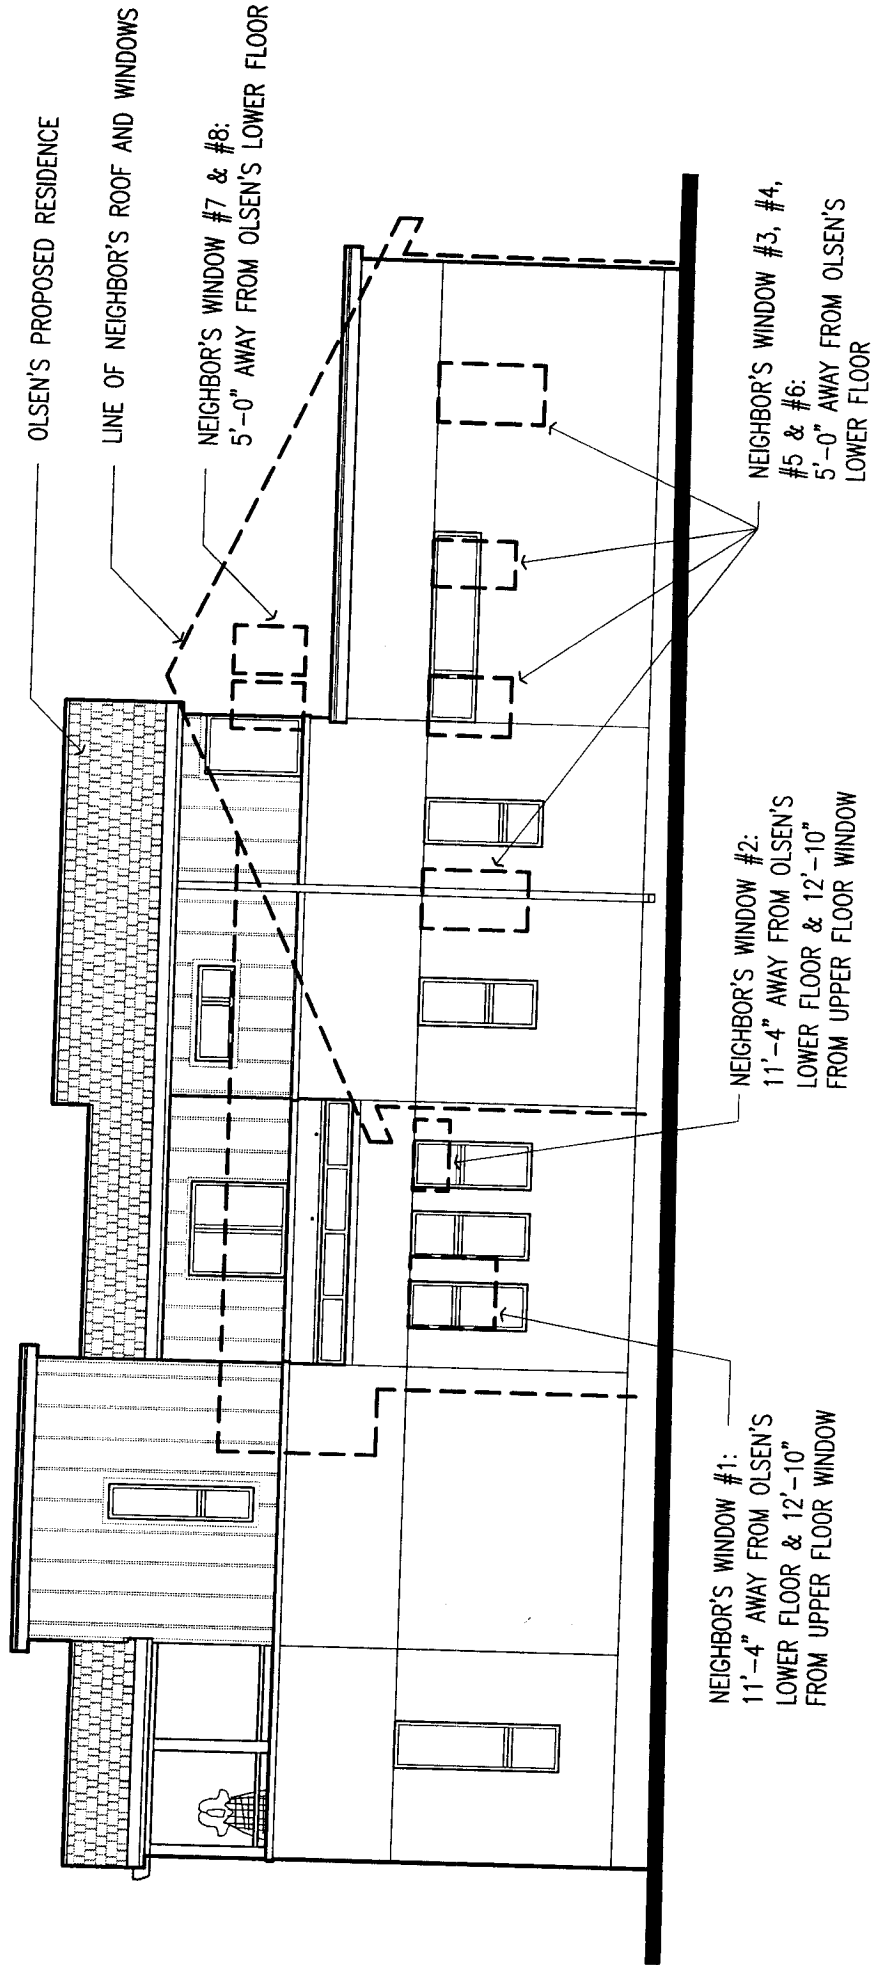 OLSEN'S PROPOSED RESIDENCE
LINE OF NEIGHBOR'S ROOF AND WINDOWS
NEIGHBOR'S WINDOW #7 & #8:
5'-0" AWAY FROM OLSEN'S LOWER FLOOR
NEIGHBOR'S WINDOW #1:
11'-4" AWAY FROM OLSEN'S
LOWER FLOOR & 12'-10"
FROM UPPER FLOOR WINDOW
NEIGHBOR'S WINDOW #2:
11'-4" AWAY FROM OLSEN'S
LOWER FLOOR & 12'-10"
FROM UPPER FLOOR WINDOW
NEIGHBOR'S WINDOW #3, #4,
#5 & #6:
5'-0" AWAY FROM OLSEN'S
LOWER FLOOR